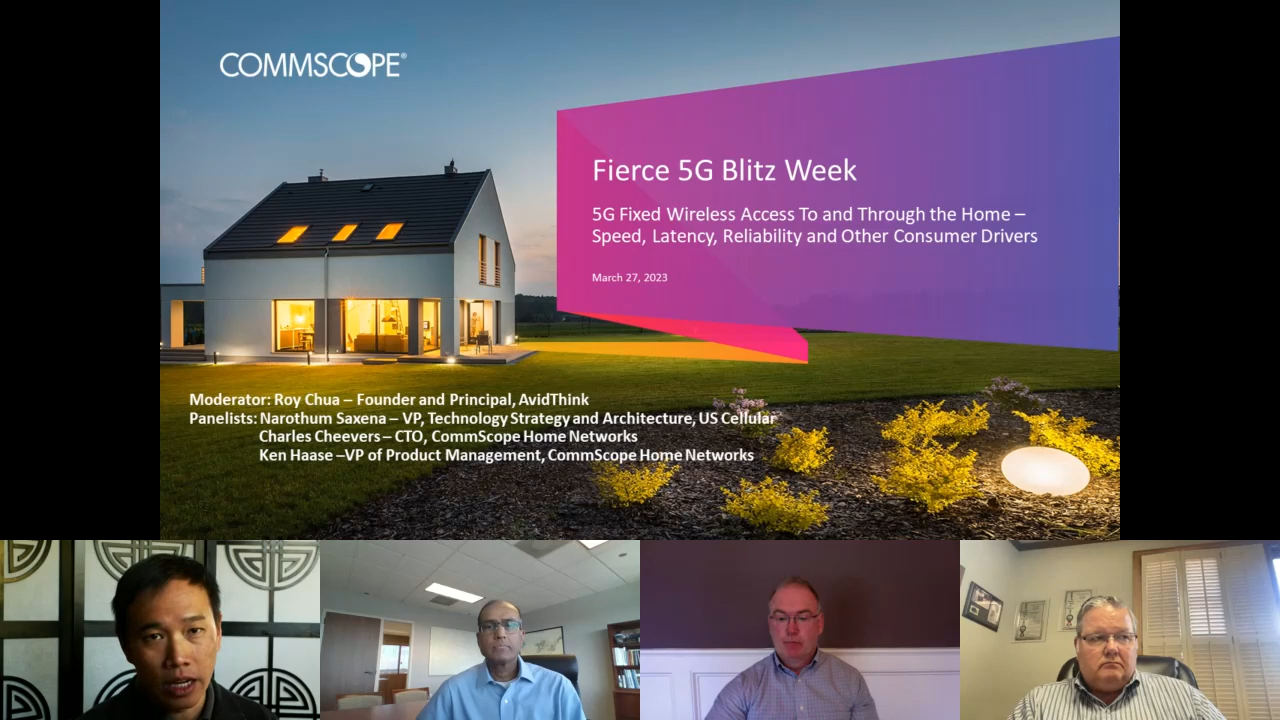 COMMSCOPE®
Fierce 5G Blitz Week
5G Fixed Wireless Access To and Through the Home –
Speed, Latency, Reliability and Other Consumer Drivers
March 27, 2023
Moderator: Roy Chua – Founder and Principal, AvidThink
Panelists: Narothum Saxena – VP, Technology Strategy and Architecture, US Cellular
Charles Cheevers – CTO, CommScope Home Networks
Ken Haase –VP of Product Management, CommScope Home Networks